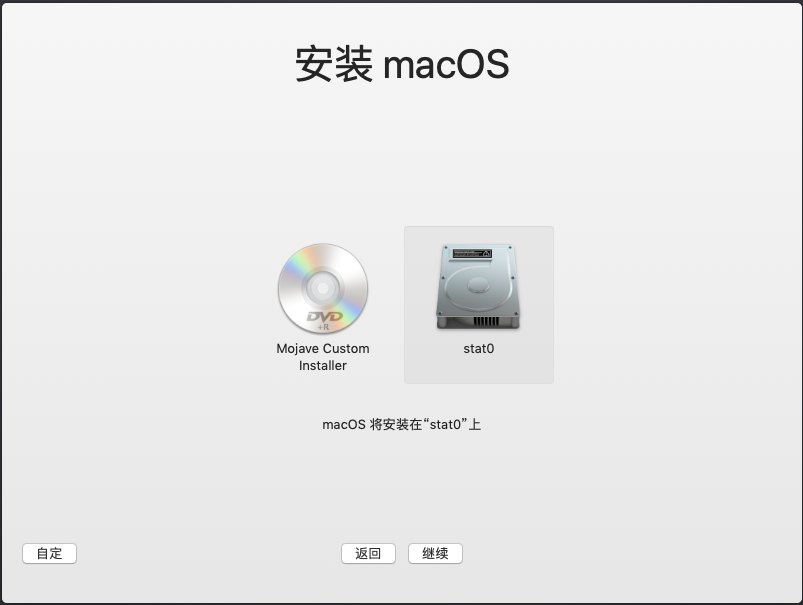 安装 macOS
DVD
+R
Mojave Custom
Installer
stat0
macOS 将安装在“stat0”上
自定
返回
继续